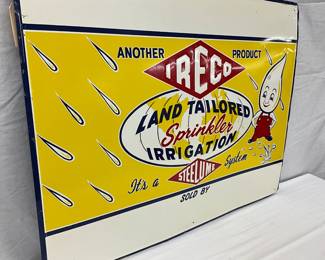 ANOTHER PRODUCT
IRECO
LAND TAILORED
Sprinkler
IRRIGATION
It's a STEELUME System
SOLD BY